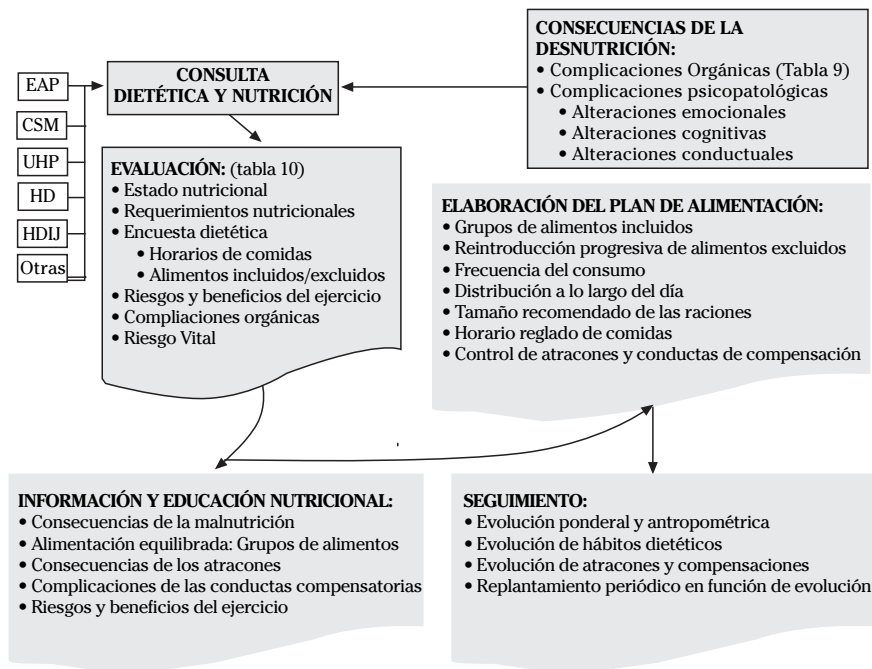 CONSECUENCIAS DE LA
DESNUTRICIÓN:
• Complicaciones Orgánicas (Tabla 9)
• Complicaciones psicopatológicas
• Alteraciones emocionales
• Alteraciones cognitivas
• Alteraciones conductuales
CONSULTA
DIETÉTICA Y NUTRICIÓN
EAP
CSM
UHP
HD
HDIJ
Otras
EVALUACIÓN: (tabla 10)
• Estado nutricional
• Requerimientos nutricionales
• Encuesta dietética
• Horarios de comidas
• Alimentos incluidos/excluidos
• Riesgos y beneficios del ejercicio
• Compliaciones orgánicas
• Riesgo Vital
ELABORACIÓN DEL PLAN DE ALIMENTACIÓN:
• Grupos de alimentos incluidos
• Reintroducción progresiva de alimentos excluidos
• Frecuencia del consumo
• Distribución a lo largo del día
• Tamaño recomendado de las raciones
• Horario reglado de comidas
• Control de atracones y conductas de compensación
INFORMACIÓN Y EDUCACIÓN NUTRICIONAL:
• Consecuencias de la malnutrición
• Alimentación equilibrada: Grupos de alimentos
• Consecuencias de los atracones
• Complicaciones de las conductas compensatorias
• Riesgos y beneficios del ejercicio
SEGUIMIENTO:
• Evolución ponderal y antropométrica
• Evolución de hábitos dietéticos
• Evolución de atracones y compensaciones
• Replantamiento periódico en función de evolución